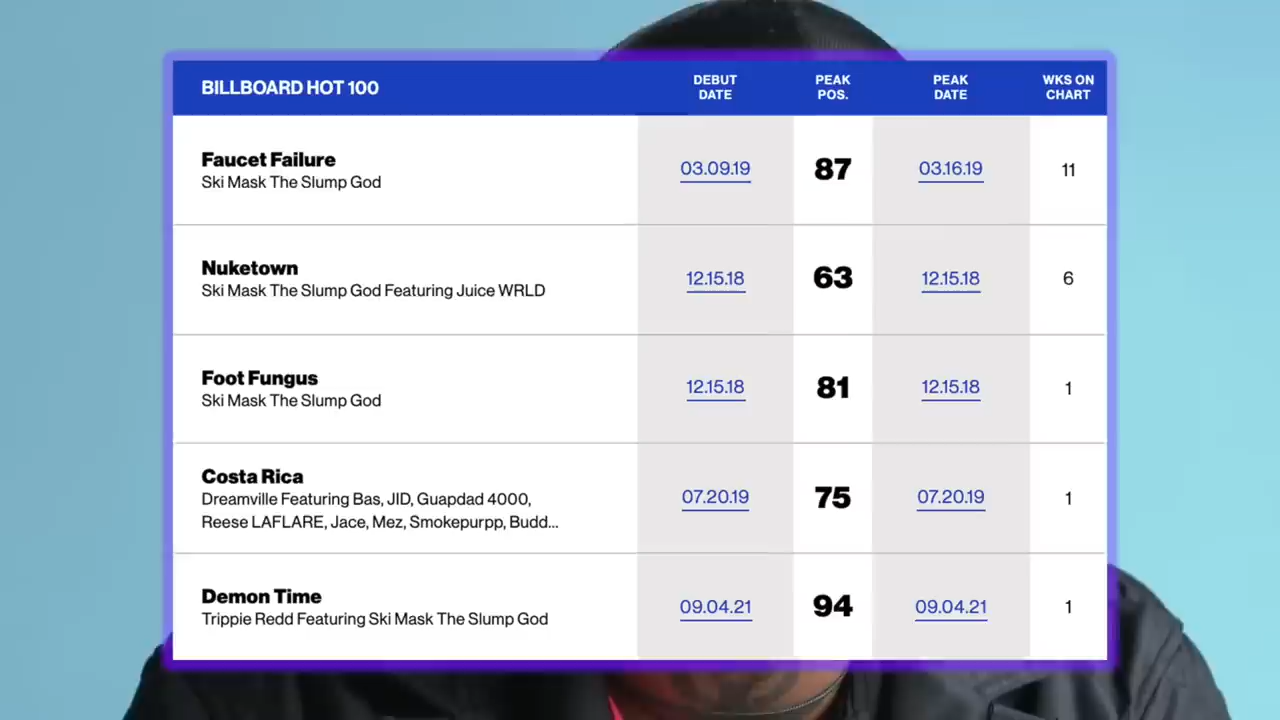 BILLBOARD HOT 100
DEBUT DATE
PEAK POS.
PEAK DATE
WKS ON CHART
Faucet Failure
Ski Mask The Slump God
03.09.19
87
03.16.19
11
Nuketown
Ski Mask The Slump God Featuring Juice WRLD
12.15.18
63
12.15.18
6
Foot Fungus
Ski Mask The Slump God
12.15.18
81
12.15.18
1
Costa Rica
Dreamville Featuring Bas, JID, Guapdad 4000,
Reese LAFLARE, Jace, Mez, Smokepurpp, Budd...
07.20.19
75
07.20.19
1
Demon Time
Trippie Redd Featuring Ski Mask The Slump God
09.04.21
94
09.04.21
1